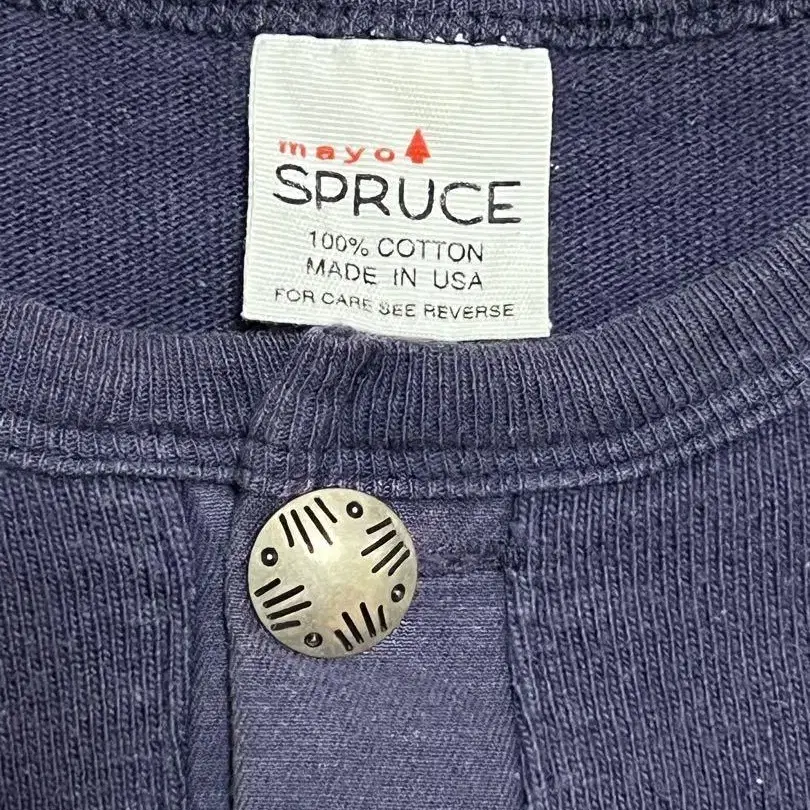 mayo
SPRUCE
100% COTTON
MADE IN USA
FOR CARE SEE REVERSE